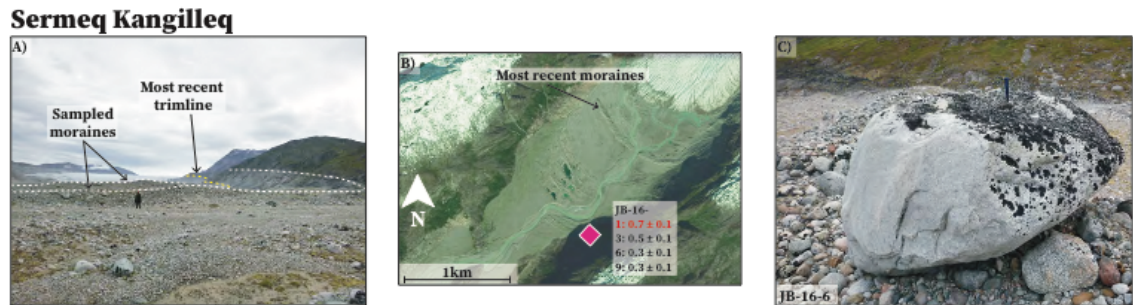 Sermeq Kangilleq
A)
Most recent
trimline
Sampled
moraines
B)
Most recent moraines
N
JB-16-
1: 0.7 ± 0.1
3: 0.5 ± 0.1
6: 0.3 ± 0.1
9: 0.3 ± 0.1
1km
C)
JB-16-6